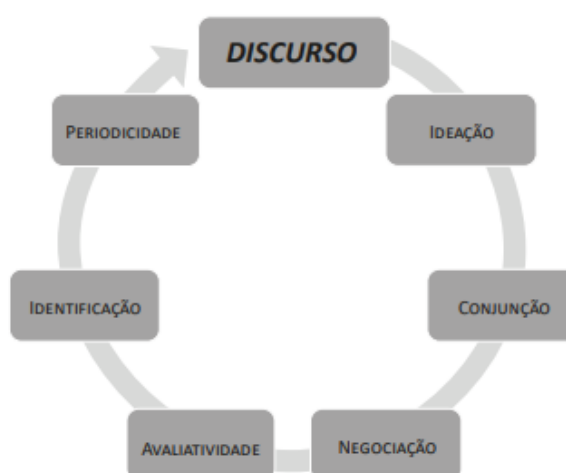 DISCURSO
IDEAÇÃO
CONJUNÇÃO
NEGOCIAÇÃO
AVALIATIVIDADE
IDENTIFICAÇÃO
PERIODICIDADE